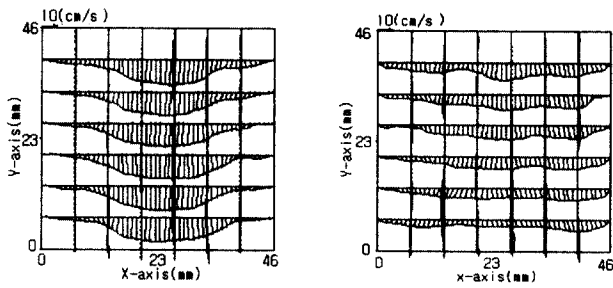 10(cm/s)
46
Y-axis(mm)
23
0
0 23 46
X-axis(mm)
10(cm/s)
46
Y-axis(mm)
23
0
0 23 46
x-axis(mm)